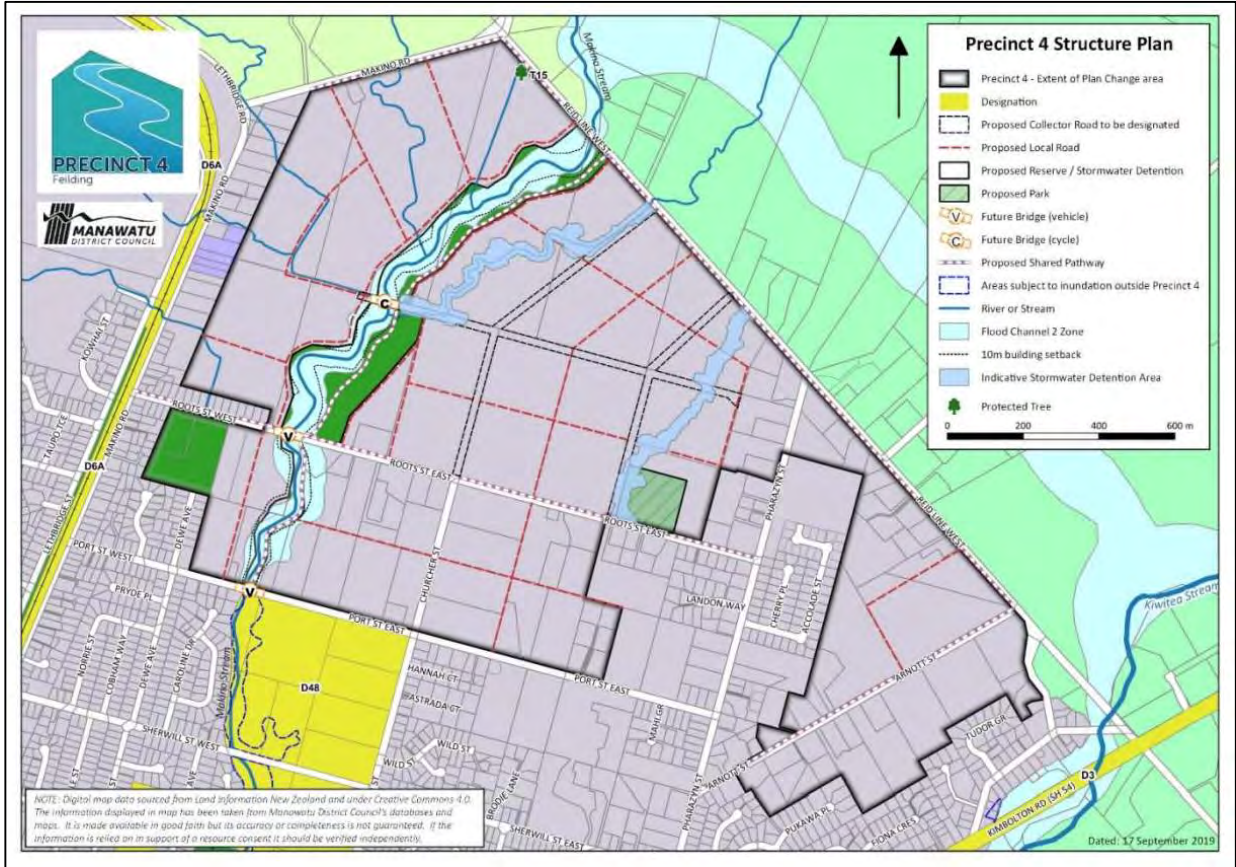 Precinct 4 Structure Plan
Precinct 4 - Extent of Plan Change area
Designation
Proposed Collector Road to be designated
Proposed Local Road
Proposed Reserve / Stormwater Detention
Proposed Park
V
Future Bridge (vehicle)
C
Future Bridge (cycle)
Proposed Shared Pathway
Areas subject to inundation outside Precinct 4
River or Stream
Flood Channel 2 Zone
10m building setback
Indicative Stormwater Detention Area
Protected Tree
0 200 400 600 m
PRECINCT 4
Feilding
MANAWATU
DISTRICT COUNCIL
LETHBRIDGE RD
MAKINO RD
T15
Makino Stream
REID LINE WEST
D6A
MAKINO RD
KOWHAI ST
C
TAUPO TCE
ROOTS ST WEST
V
MAKINO RD
D6A
ROOTS ST EAST
PHARAZYN ST
REID LINE WEST
LETHBRIDGE ST
DEWE AVE
ROOTS ST EAST
PORT ST WEST
CHURCHER ST
LANDON WAY
CHERRY PL
ACCOLADE ST
Kiwitea Stream
PRYDE PL
V
PORT ST EAST
NORRIE ST
COBHAM WAY
DEWE AVE
CAROLINE DR
Makino Stream
D48
HANNAH CT
PORT ST EAST
ARNOTT ST
ASTRADA CT
MAHI GR
TUDOR GR
SHERWILL ST WEST
WILD ST
WILD ST
ARNOTT ST
D3
BRODIE LANE
PHARAZYN ST
PUKAWA PL
FIONA CRES
KIMBOLTON RD (SH 54)
SHERWILL ST EAST
NOTE: Digital map data sourced from Land Information New Zealand and under Creative Commons 4.0.
The information displayed in map has been taken from Manawatu District Council's databases and
maps. It is made available in good faith but its accuracy or completeness is not guaranteed. If the
information is relied on in support of a resource consent it should be verified independently.
Dated: 17 September 2019